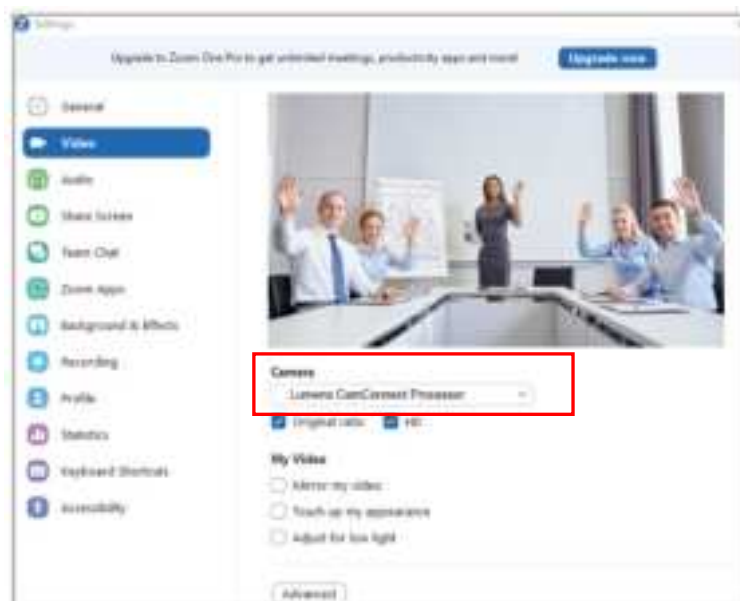 Settings
Upgrade to Zoom One Pro to get unlimited meetings, productivity apps and more!
Upgrade now
General
Video
Audio
Share Screen
Team Chat
Zoom Apps
Background & Effects
Recording
Profile
Statistics
Keyboard Shortcuts
Accessibility
Camera
Lumens CamConnect Processor
Original ratio HD
My Video
Mirror my video
Touch up my appearance
Adjust for low light
Advanced